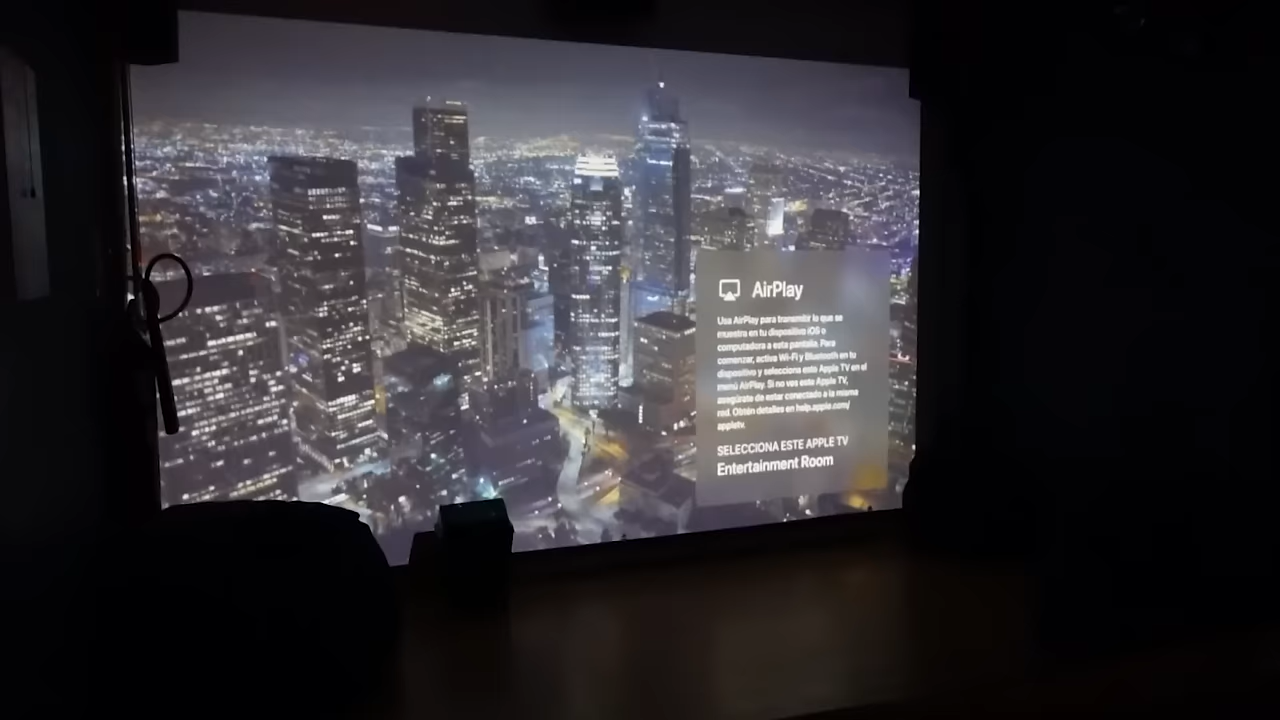 AirPlay
Usa AirPlay para transmitir lo que se
muestra en tu dispositivo iOS o
computadora a esta pantalla. Para
comenzar, activa Wi-Fi y Bluetooth en tu
dispositivo y selecciona este Apple TV en el
menú AirPlay. Si no ves este Apple TV,
asegúrate de estar conectado a la misma
red. Obtén detalles en help.apple.com/
appletv.
SELECCIONA ESTE APPLE TV
Entertainment Room